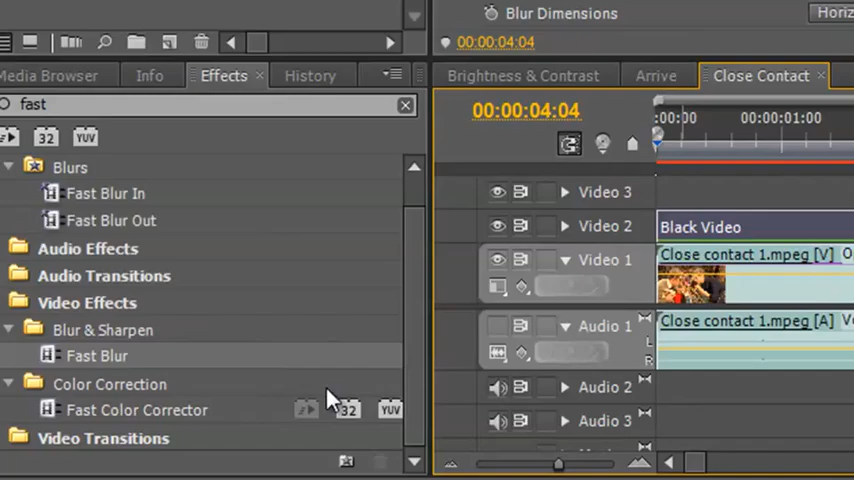 Blur Dimensions
Horiz
00:00:04:04
Media Browser
Info
Effects
History
Brightness & Contrast
Arrive
Close Contact
fast
00:00:04:04
:00:00
00:00:01:00
32
YUV
Blurs
Fast Blur In
Fast Blur Out
Audio Effects
Audio Transitions
Video Effects
Blur & Sharpen
Fast Blur
Color Correction
Fast Color Corrector
32
YUV
Video Transitions
Video 3
Video 2
Black Video
Video 1
Close contact 1.mpeg [V]
Audio 1
Close contact 1.mpeg [A]
L
R
Audio 2
Audio 3